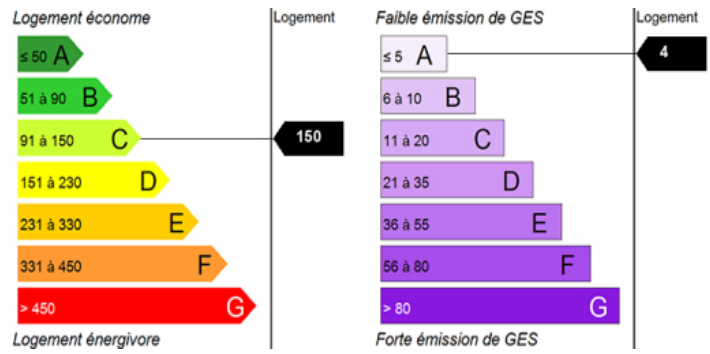 Logement économe
Logement
≤ 50 A
51 à 90 B
91 à 150 C
150
151 à 230 D
231 à 330 E
331 à 450 F
> 450 G
Logement énergivore
Faible émission de GES
Logement
≤ 5 A
4
6 à 10 B
11 à 20 C
21 à 35 D
36 à 55 E
56 à 80 F
> 80 G
Forte émission de GES